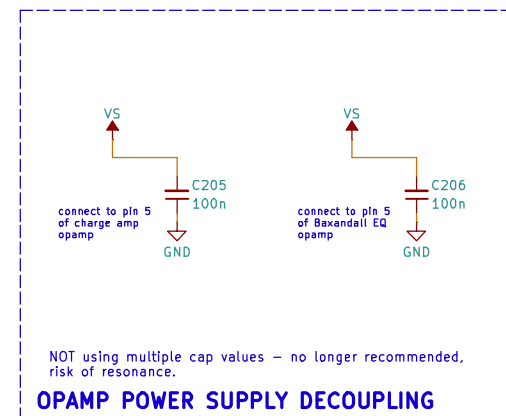 VS
VS
C205
100n
C206
100n
connect to pin 5
of charge amp
opamp
connect to pin 5
of Baxandall EQ
opamp
GND
GND
NOT using multiple cap values – no longer recommended,
risk of resonance.
OPAMP POWER SUPPLY DECOUPLING